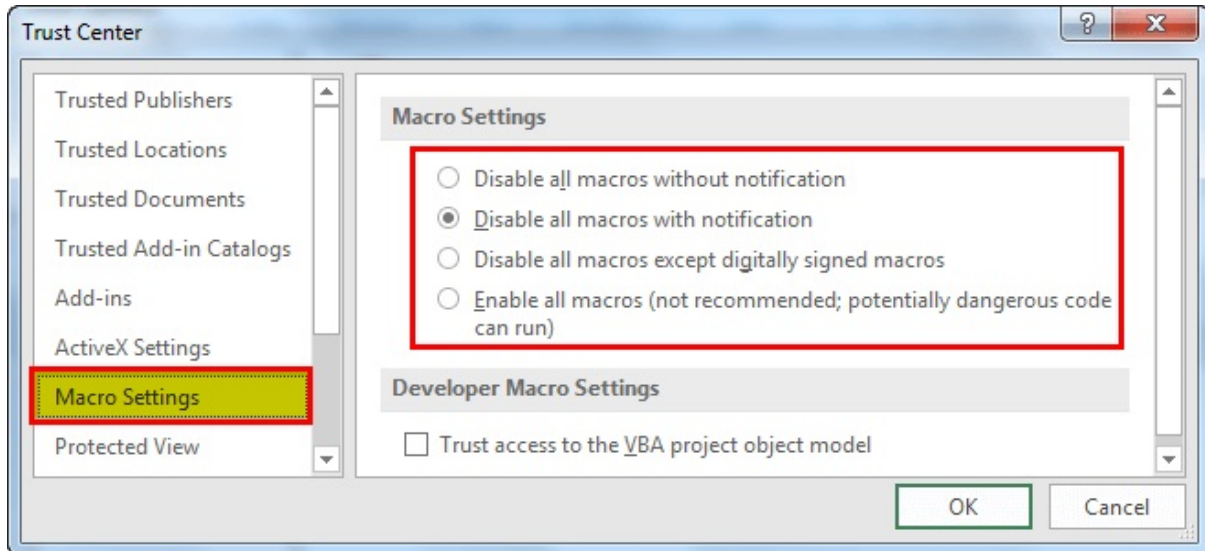 Trust Center
Trusted Publishers
Trusted Locations
Trusted Documents
Trusted Add-in Catalogs
Add-ins
ActiveX Settings
Macro Settings
Protected View
Macro Settings
Disable all macros without notification
Disable all macros with notification
Disable all macros except digitally signed macros
Enable all macros (not recommended; potentially dangerous code
can run)
Developer Macro Settings
Trust access to the VBA project object model
OK
Cancel